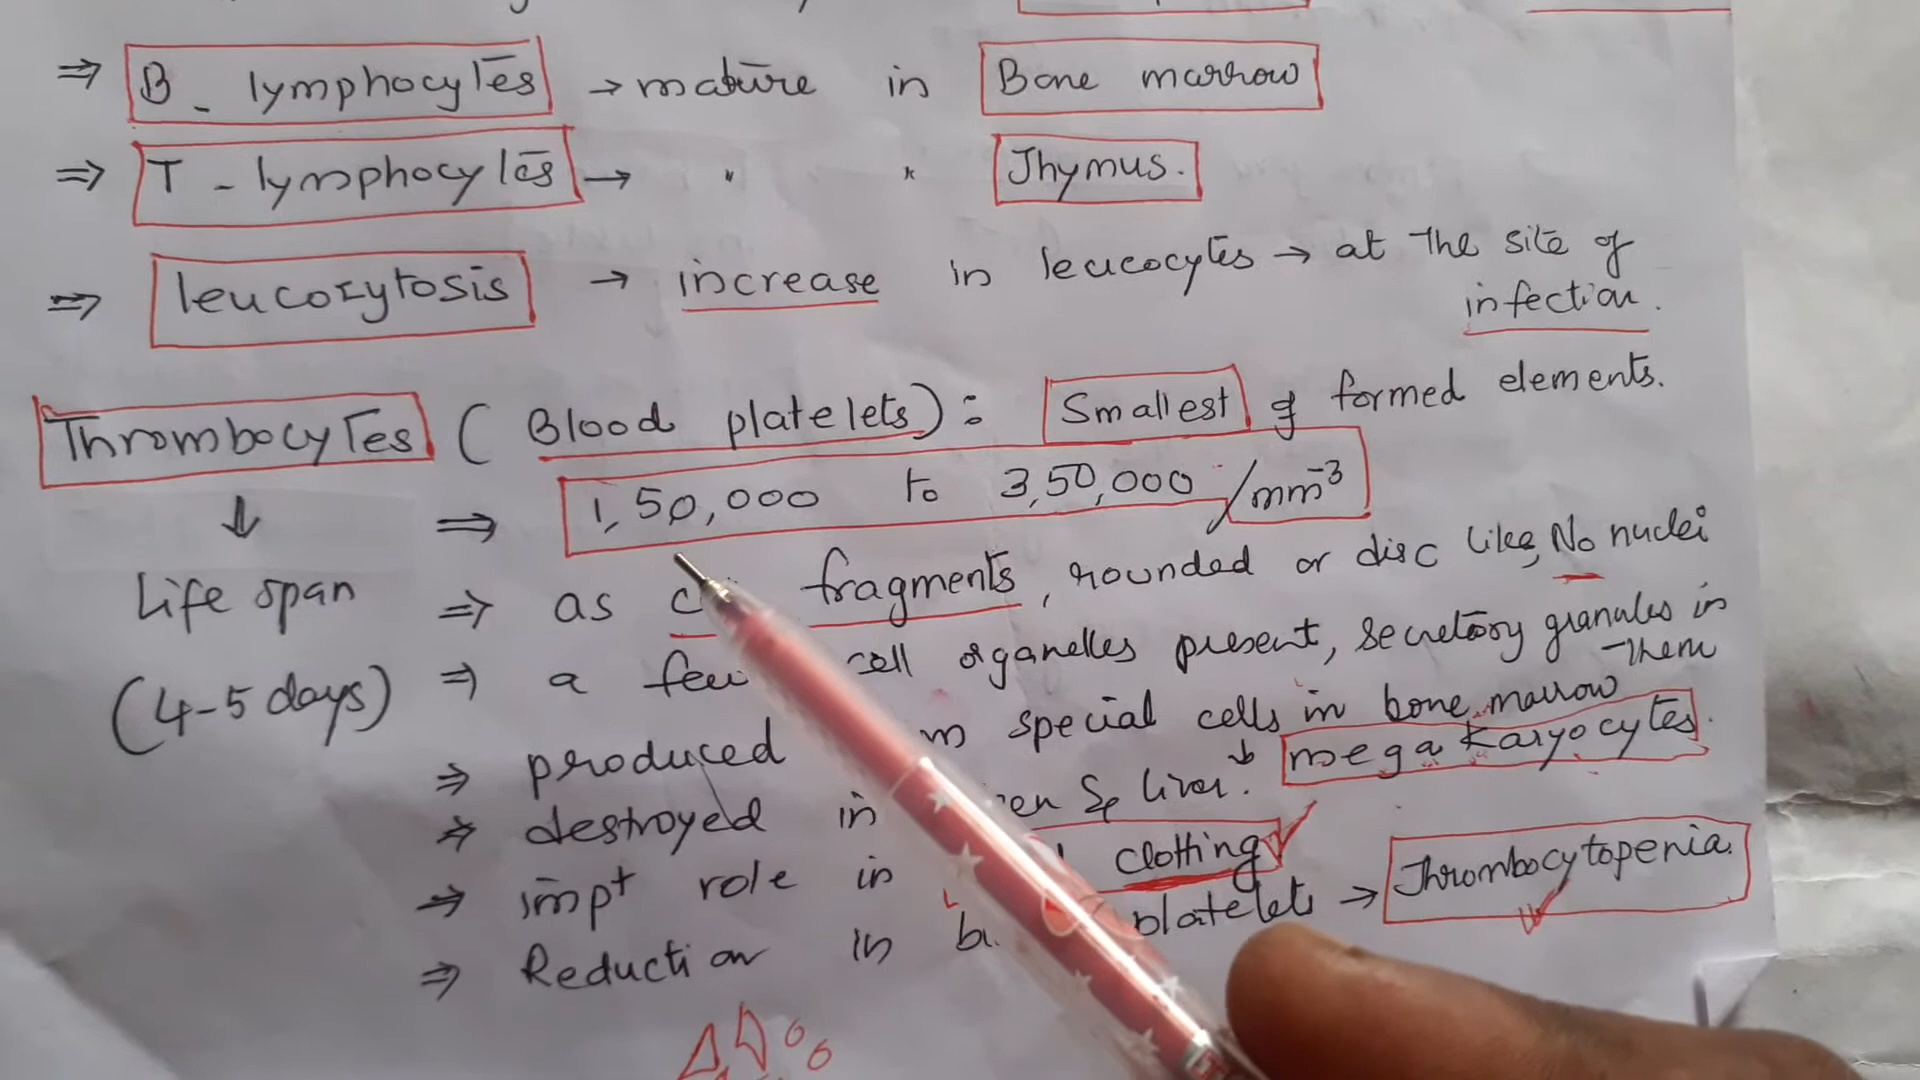 ⇒ B - lymphocytes → mature in Bone marrow
⇒ T - lymphocytes → " " Thymus.
⇒ leucocytosis → increase in leucocytes → at the site of
infection.
Thrombocytes ( Blood platelets ) : Smallest of formed elements.
↓ ⇒ 1,50,000 to 3,50,000 /mm⁻³
Life span ⇒ as fragments, rounded or disc like, No nuclei
(4-5 days) ⇒ a few cell organelles present, secretory granules in
them
⇒ produced special cells in bone marrow
↓ megakaryocytes.
⇒ destroyed in & liver.
⇒ impt role in clotting
⇒ Reduction in platelets → Thrombocytopenia.